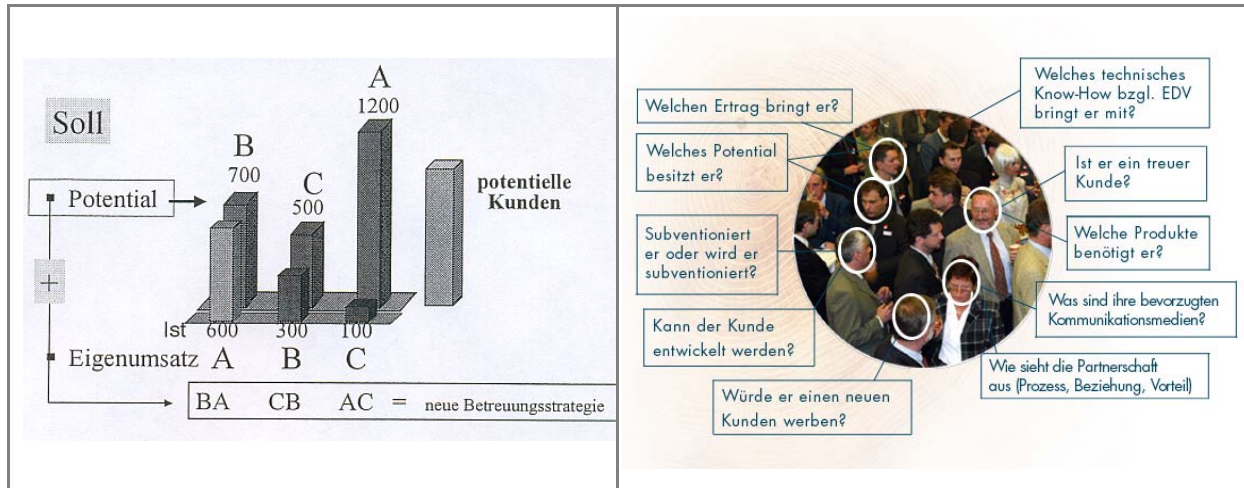 Soll
A
1200
B
700
C
500
Potential
potentielle
Kunden
+
Ist 600 300 100
Eigenumsatz A B C
BA CB AC = neue Betreuungsstrategie
Welchen Ertrag bringt er?
Welches Potential
besitzt er?
Subventioniert
er oder wird er
subventioniert?
Kann der Kunde
entwickelt werden?
Würde er einen neuen
Kunden werben?
Welches technisches
Know-How bzgl. EDV
bringt er mit?
Ist er ein treuer
Kunde?
Welche Produkte
benötigt er?
Was sind ihre bevorzugten
Kommunikationsmedien?
Wie sieht die Partnerschaft
aus (Prozess, Beziehung, Vorteil)